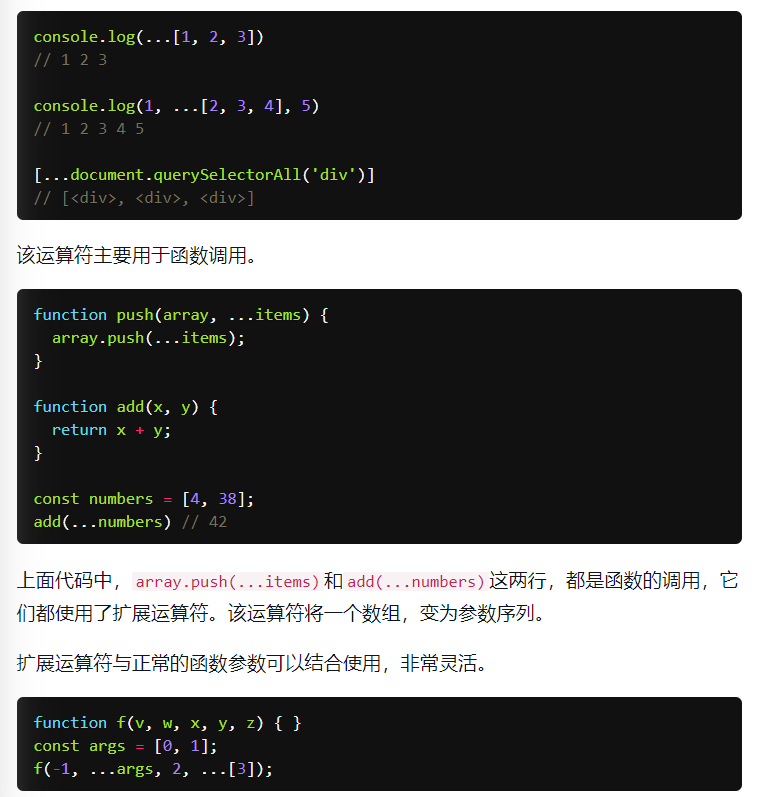 console.log(...[1, 2, 3])
// 1 2 3
console.log(1, ...[2, 3, 4], 5)
// 1 2 3 4 5
[...document.querySelectorAll('div')]
// [<div>, <div>, <div>]
该运算符主要用于函数调用。
function push(array, ...items) {
  array.push(...items);
}
function add(x, y) {
  return x + y;
}
const numbers = [4, 38];
add(...numbers) // 42
上面代码中，array.push(...items)和add(...numbers)这两行，都是函数的调用，它
们都使用了扩展运算符。该运算符将一个数组，变为参数序列。
扩展运算符与正常的函数参数可以结合使用，非常灵活。
function f(v, w, x, y, z) { }
const args = [0, 1];
f(-1, ...args, 2, ...[3]);